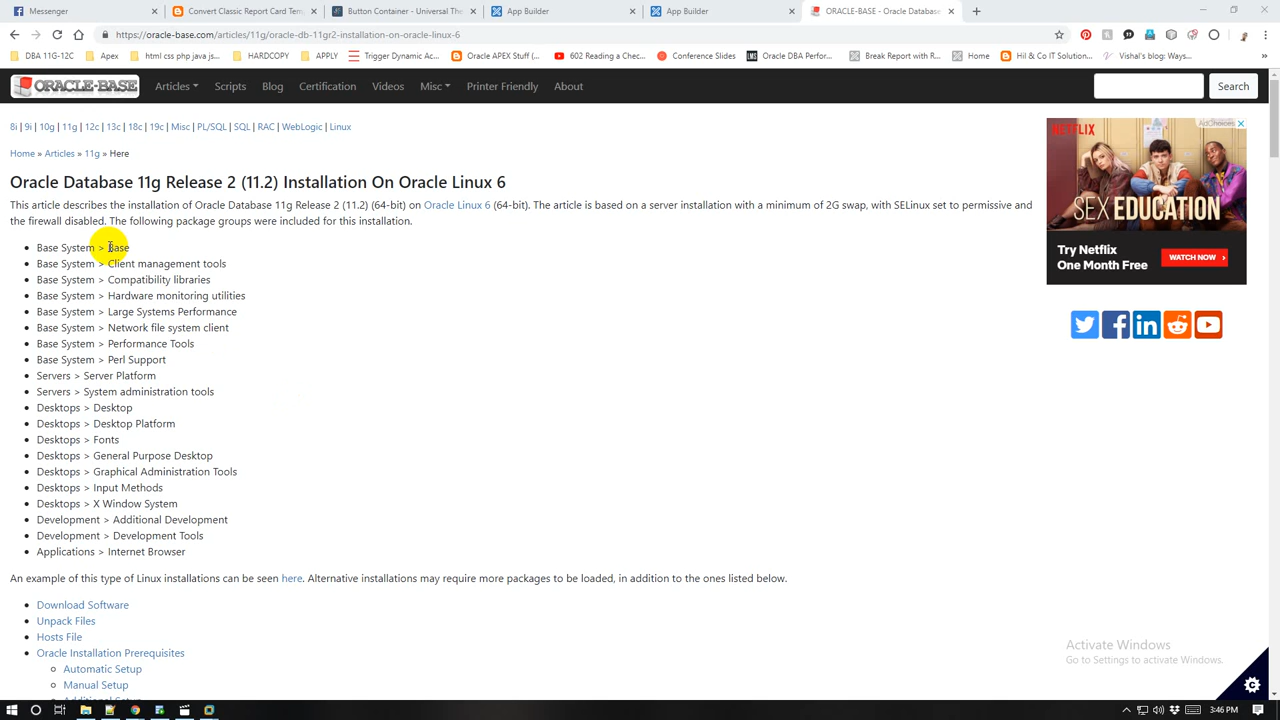 Messenger
Convert Classic Report Card Tem
Button Container - Universal The
App Builder
App Builder
ORACLE-BASE - Oracle Database
https://oracle-base.com/articles/11g/oracle-db-11gr2-installation-on-oracle-linux-6
DBA 11G-12C
Apex
html css php java js...
HARDCOPY
APPLY
Trigger Dynamic Ac...
Oracle APEX Stuff (...
602 Reading a Chec...
Conference Slides
Oracle DBA Perfor...
Break Report with R...
Home
Hil & Co IT Solution...
Vishal's blog: Ways...
ORACLE-BASE
Articles
Scripts
Blog
Certification
Videos
Misc
Printer Friendly
About
Search
8i | 9i | 10g | 11g | 12c | 13c | 18c | 19c | Misc | PL/SQL | SQL | RAC | WebLogic | Linux
Home » Articles » 11g » Here
Oracle Database 11g Release 2 (11.2) Installation On Oracle Linux 6
This article describes the installation of Oracle Database 11g Release 2 (11.2) (64-bit) on Oracle Linux 6 (64-bit). The article is based on a server installation with a minimum of 2G swap, with SELinux set to permissive and
the firewall disabled. The following package groups were included for this installation.
Base System > Base
Base System > Client management tools
Base System > Compatibility libraries
Base System > Hardware monitoring utilities
Base System > Large Systems Performance
Base System > Network file system client
Base System > Performance Tools
Base System > Perl Support
Servers > Server Platform
Servers > System administration tools
Desktops > Desktop
Desktops > Desktop Platform
Desktops > Fonts
Desktops > General Purpose Desktop
Desktops > Graphical Administration Tools
Desktops > Input Methods
Desktops > X Window System
Development > Additional Development
Development > Development Tools
Applications > Internet Browser
An example of this type of Linux installations can be seen here. Alternative installations may require more packages to be loaded, in addition to the ones listed below.
Download Software
Unpack Files
Hosts File
Oracle Installation Prerequisites
Automatic Setup
Manual Setup
Additional Setup
NETFLIX
AdChoices
SEX EDUCATION
Try Netflix
One Month Free
WATCH NOW
Activate Windows
Go to Settings to activate Windows.
3:46 PM